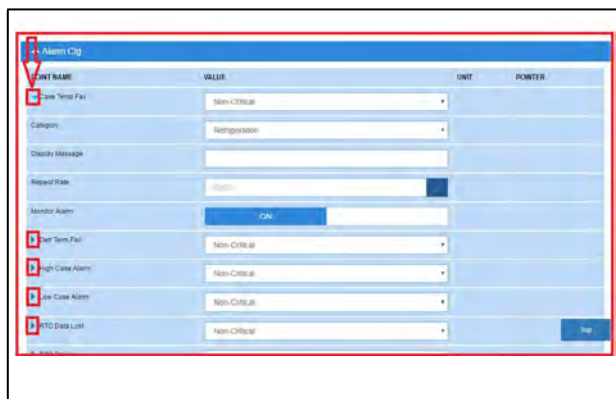 Alarm Cfg
POINT NAME VALUE UNIT POINTER
Case Temp Fail Non-Critical
Category Refrigeration
Display Message
Repeat Rate
Monitor Alarm ON
Defr Term Fail Non-Critical
High Case Alarm Non-Critical
Low Case Alarm Non-Critical
RTC Data Lost Non-Critical
Top